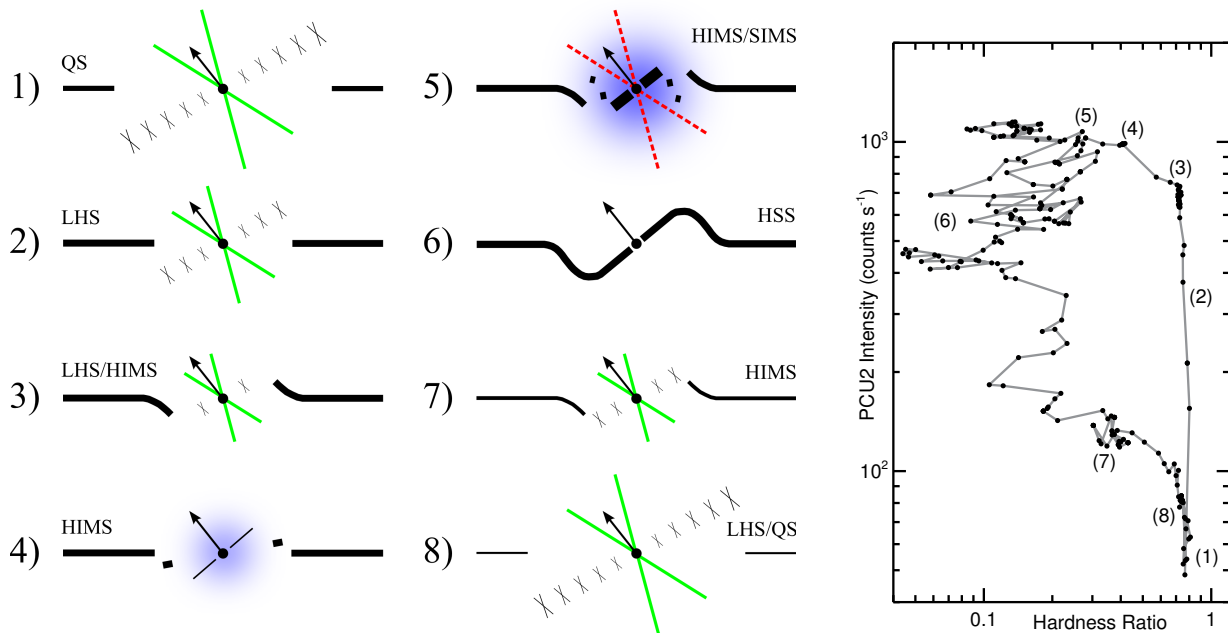 1)
QS
2)
LHS
3)
LHS/HIMS
4)
HIMS
5)
HIMS/SIMS
6)
HSS
7)
HIMS
8)
LHS/QS
PCU2 Intensity (counts s⁻¹)
10³
10²
(5)
(4)
(3)
(6)
(2)
(7)
(8)
(1)
0.1
1
Hardness Ratio